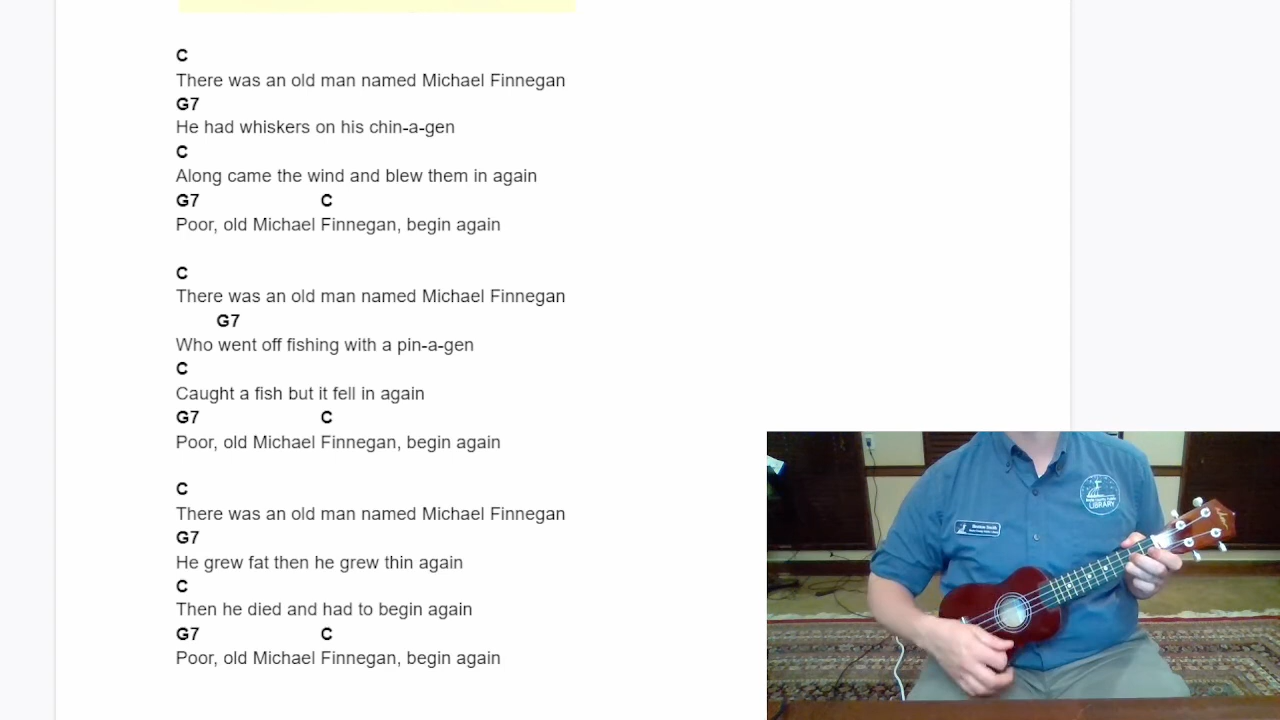 C
There was an old man named Michael Finnegan
G7
He had whiskers on his chin-a-gen
C
Along came the wind and blew them in again
G7 C
Poor, old Michael Finnegan, begin again
C
There was an old man named Michael Finnegan
G7
Who went off fishing with a pin-a-gen
C
Caught a fish but it fell in again
G7 C
Poor, old Michael Finnegan, begin again
C
There was an old man named Michael Finnegan
G7
He grew fat then he grew thin again
C
Then he died and had to begin again
G7 C
Poor, old Michael Finnegan, begin again
LIBRARY